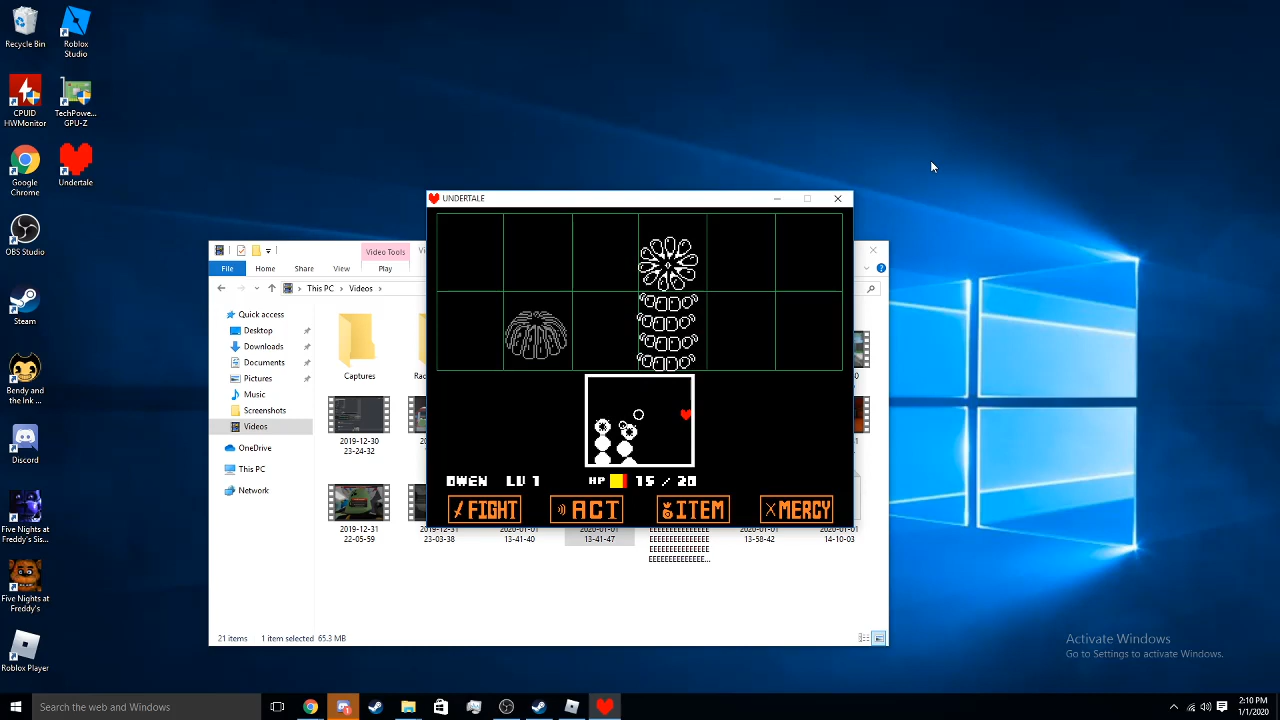 Recycle Bin
Roblox
Studio
CPUID
HWMonitor
TechPowe...
GPU-Z
Google
Chrome
Undertale
OBS Studio
Steam
Bendy and
the Ink ...
Discord
Five Nights at
Freddy's Sis...
Five Nights at
Freddy's
Roblox Player
UNDERTALE
Video Tools
File
Home
Share
View
Play
This PC
Videos
Quick access
Desktop
Downloads
Documents
Pictures
Music
Screenshots
Videos
OneDrive
This PC
Network
Captures
2019-12-30
23-24-32
2019-12-31
22-05-59
2019-12-31
23-03-38
2020-01-01
13-41-40
2020-01-01
13-41-47
2020-01-01
13-58-42
2020-01-01
14-10-03
OWEN LV 1 HP 15 / 20
FIGHT ACT ITEM MERCY
21 items 1 item selected 65.3 MB
Activate Windows
Go to Settings to activate Windows.
Search the web and Windows
2:10 PM
1/1/2020